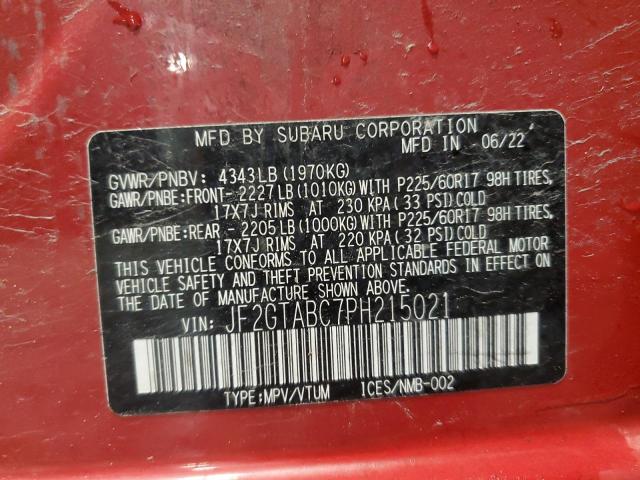 MFD BY SUBARU CORPORATION
MFD IN 06/22
GVWR/PNBV: 4343LB(1970KG)
GAWR/PNBE:FRONT-2227LB(1010KG)WITH P225/60R17 98H TIRES,
17X7J RIMS AT 230 KPA(33 PSI)COLD
GAWR/PNBE:REAR -2205LB(1000KG)WITH P225/60R17 98H TIRES,
17X7J RIMS AT 220 KPA(32 PSI)COLD
THIS VEHICLE CONFORMS TO ALL APPLICABLE FEDERAL MOTOR
VEHICLE SAFETY AND THEFT PREVENTION STANDARDS IN EFFECT ON
THE DATE OF MANUFACTURE SHOWN ABOVE.
VIN: JF2GTABC7PH215021
TYPE:MPV/VTUM ICES/NMB-002